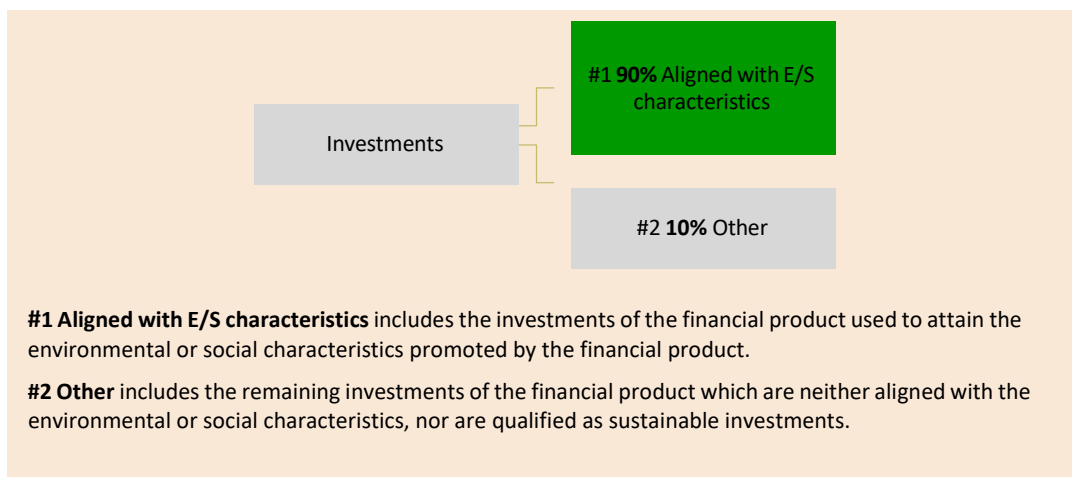 #1 90% Aligned with E/S
characteristics
Investments
#2 10% Other
#1 Aligned with E/S characteristics includes the investments of the financial product used to attain the
environmental or social characteristics promoted by the financial product.
#2 Other includes the remaining investments of the financial product which are neither aligned with the
environmental or social characteristics, nor are qualified as sustainable investments.